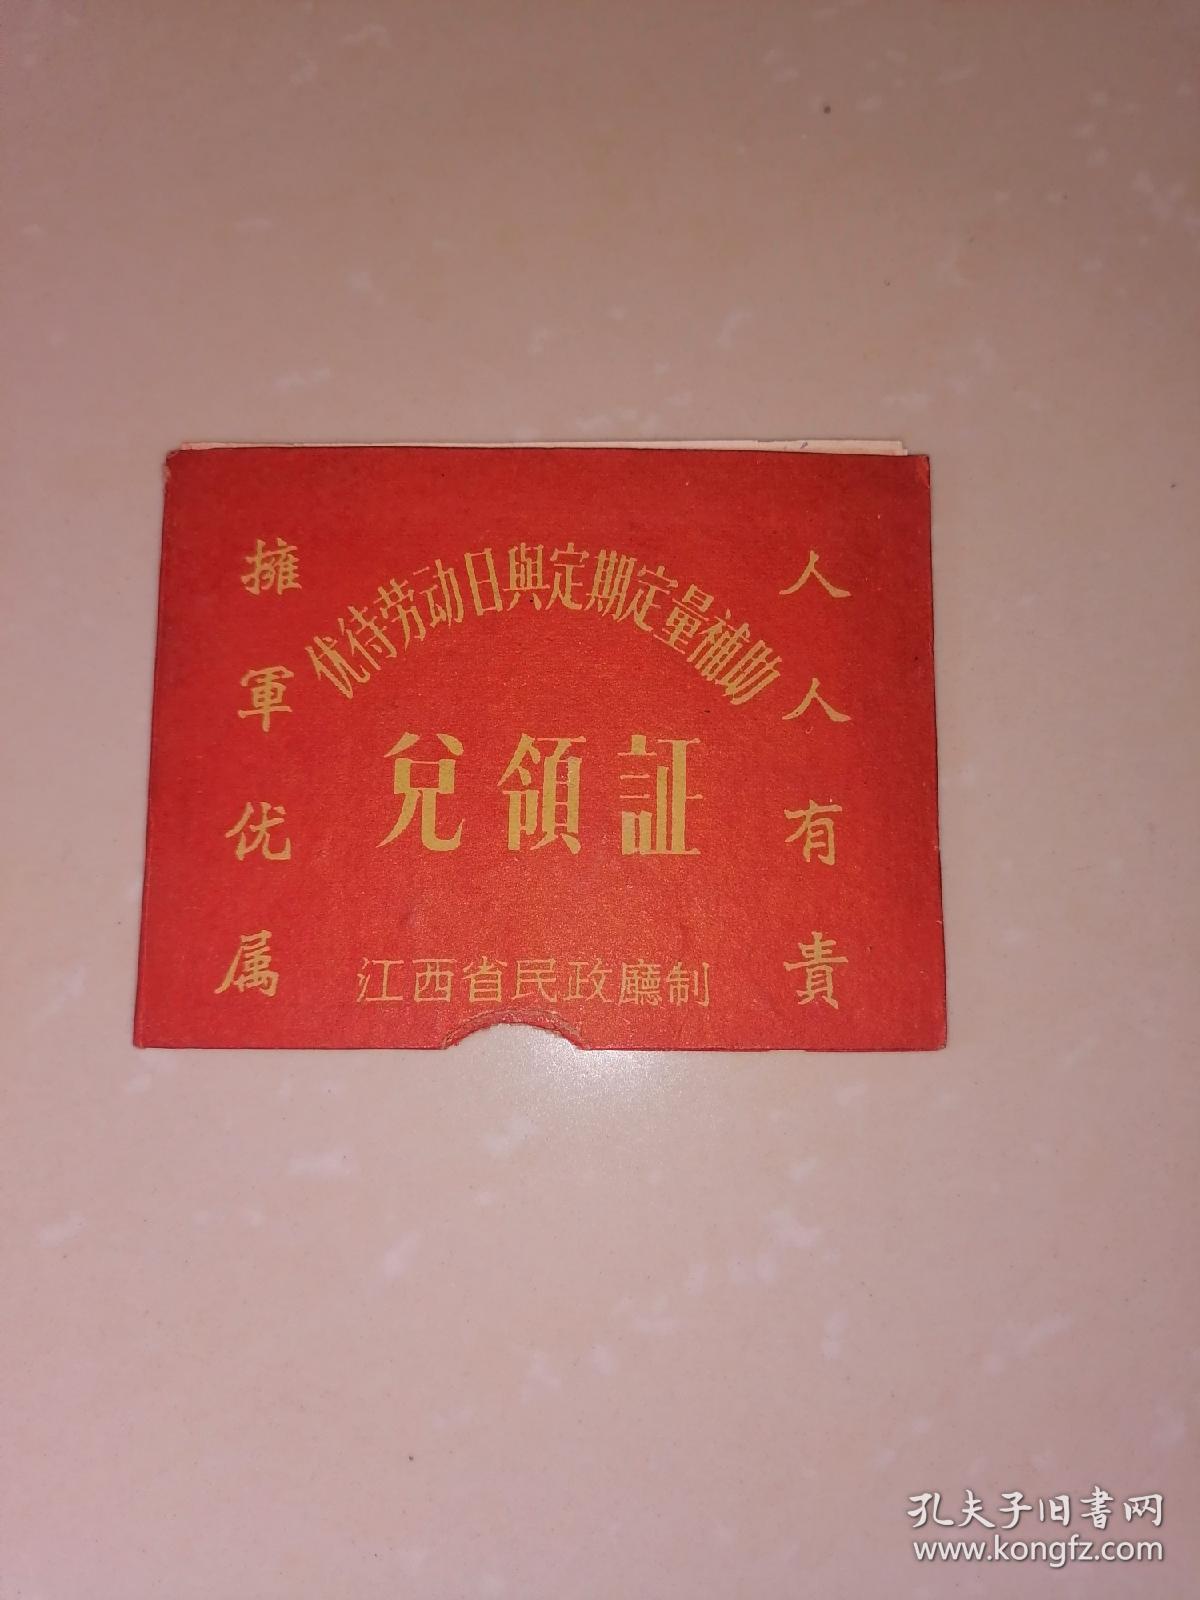 擁軍优属
优待劳动日與定期定量補助
兌領証
江西省民政廳制
人人有責
孔夫子旧書网
www.kongfz.com